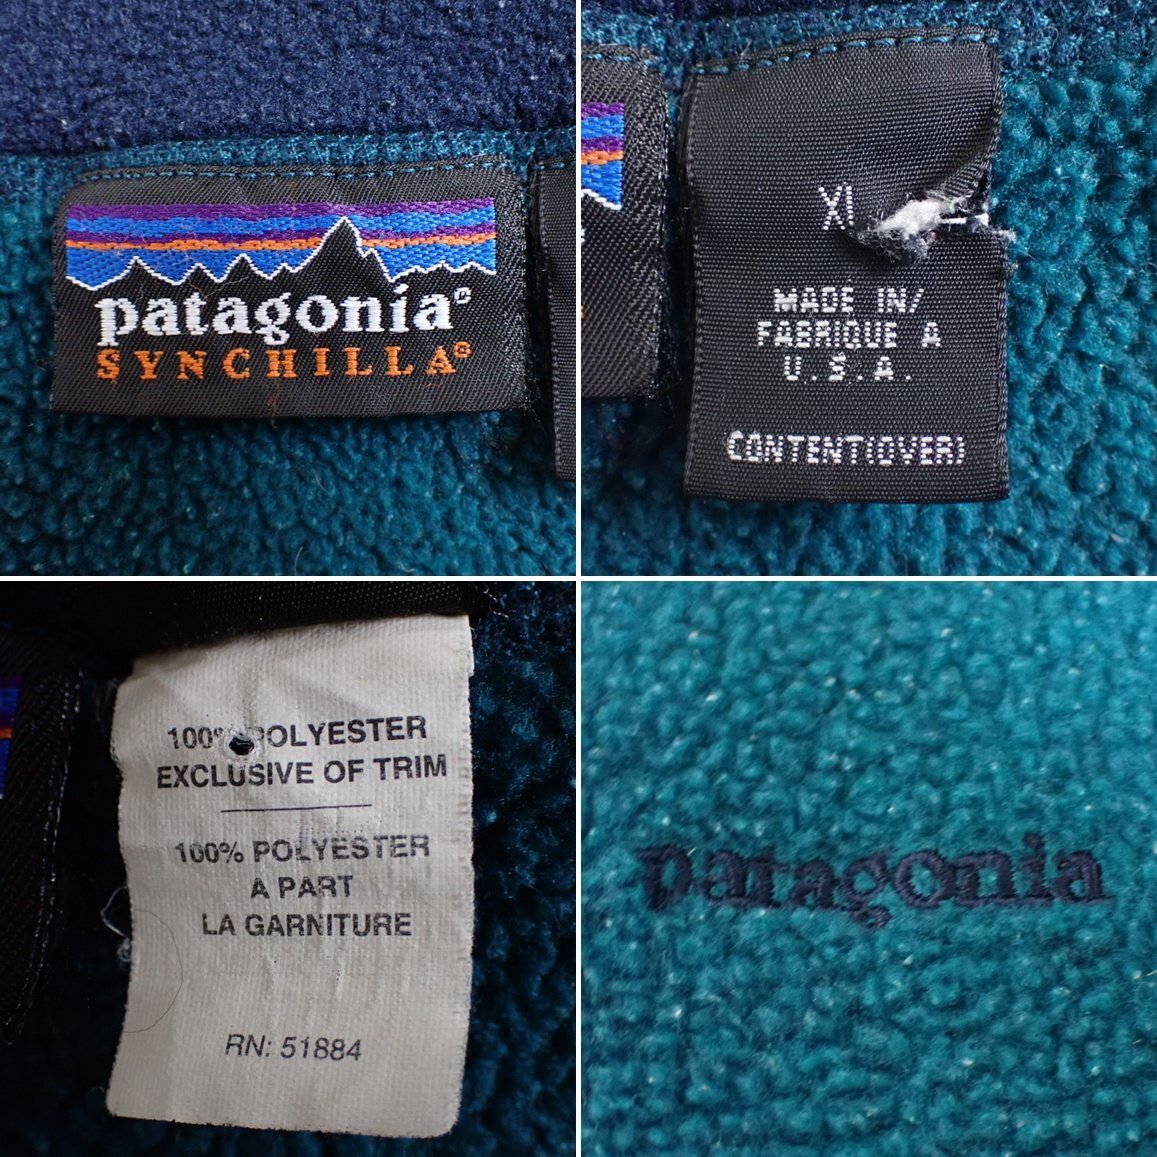 patagonia®
SYNCHILLA®
XL
MADE IN/
FABRIQUE A
U.S.A.
CONTENT(OVER)
100% POLYESTER
EXCLUSIVE OF TRIM
100% POLYESTER
A PART
LA GARNITURE
RN: 51884
patagonia